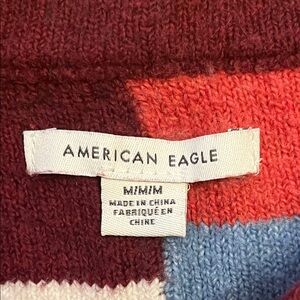 AMERICAN EAGLE
M/M/M
MADE IN CHINA
FABRIQUÉ EN
CHINE